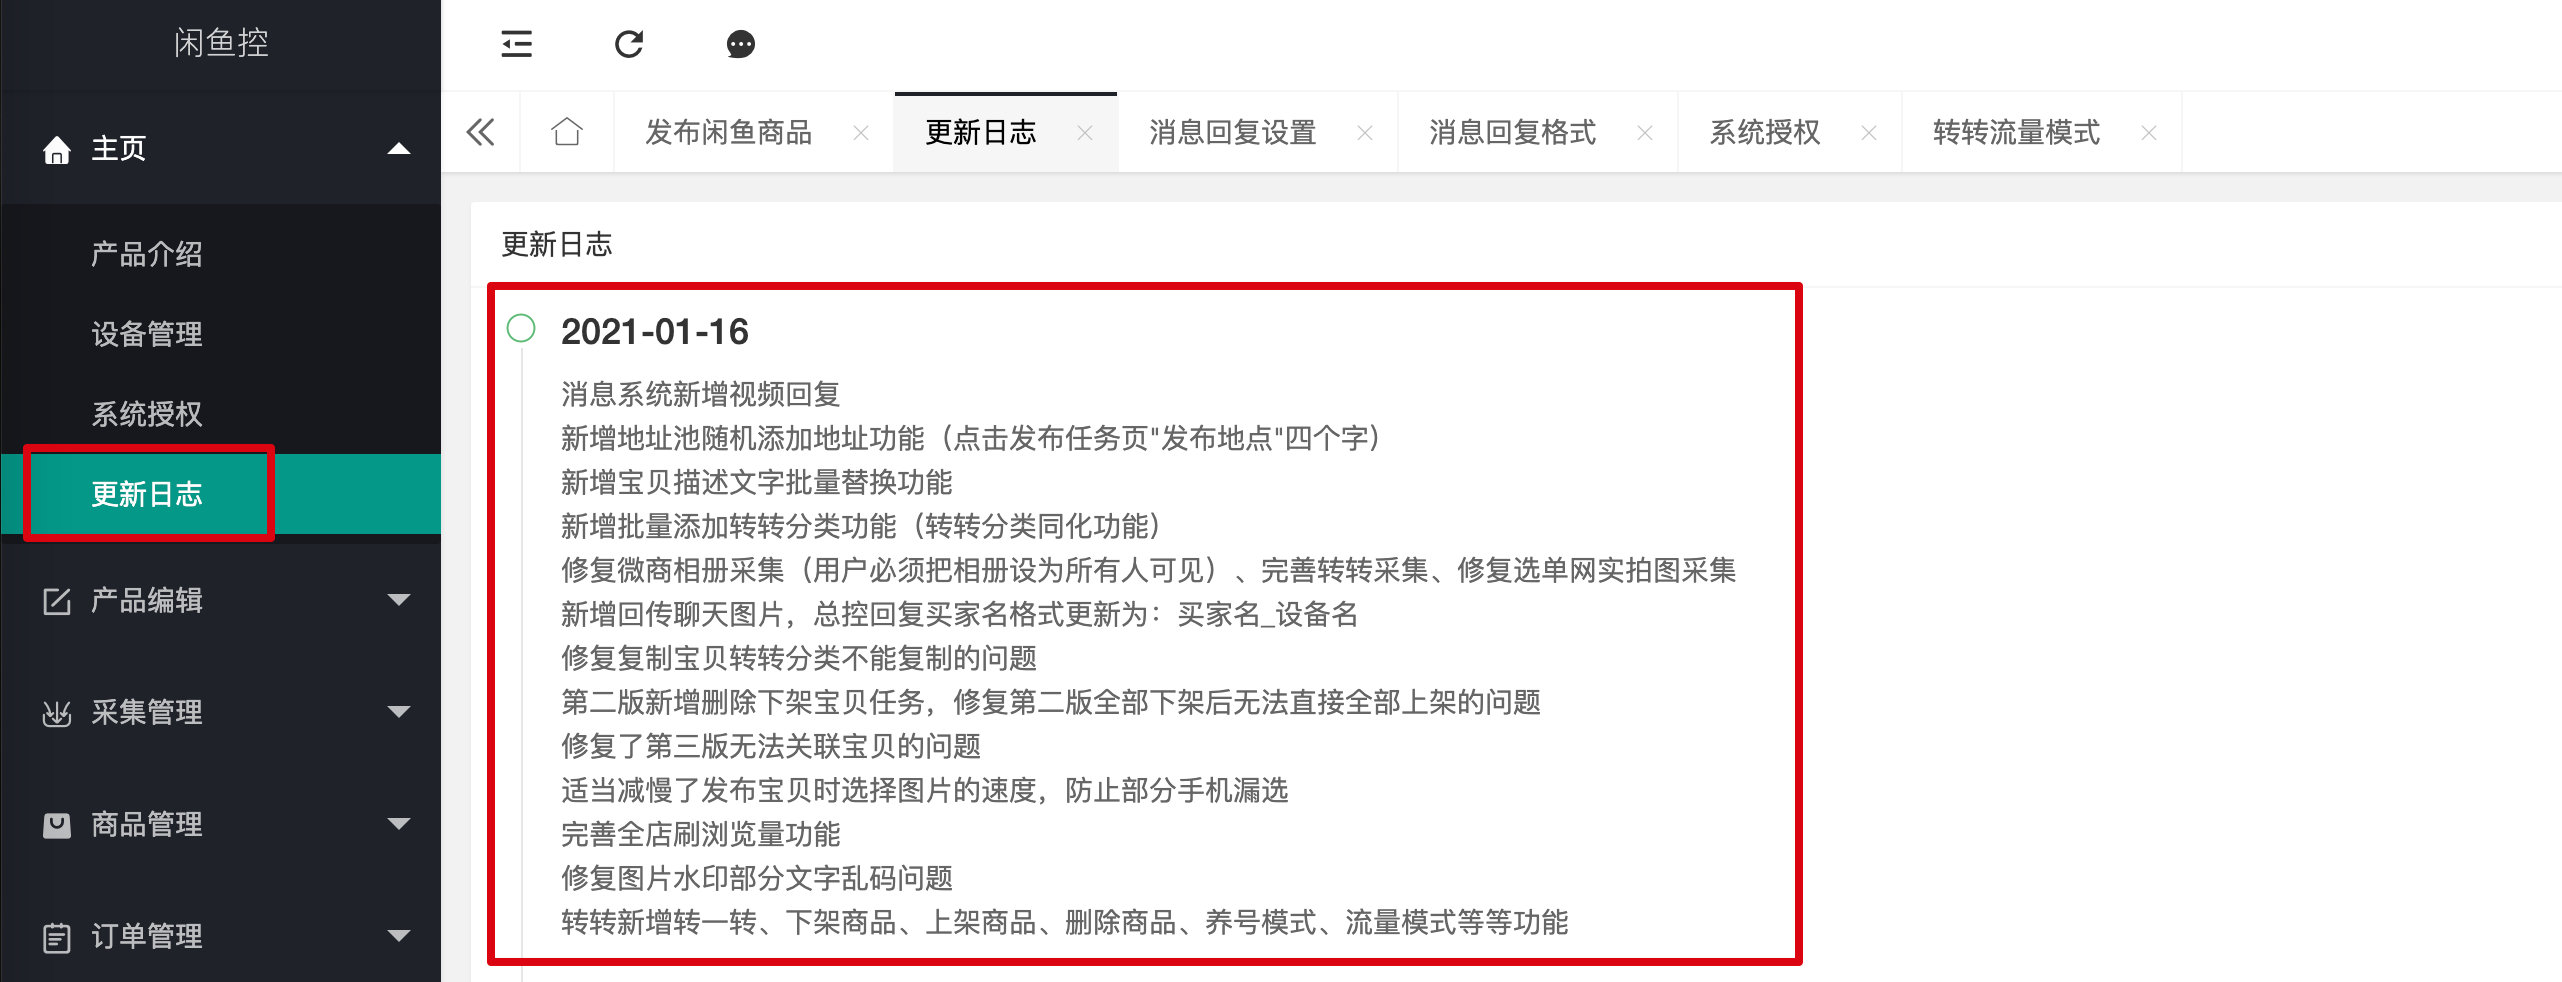 闲鱼控
主页
产品介绍
设备管理
系统授权
更新日志
产品编辑
采集管理
商品管理
订单管理
发布闲鱼商品
更新日志
消息回复设置
消息回复格式
系统授权
转转流量模式
更新日志
2021-01-16
消息系统新增视频回复
新增地址池随机添加地址功能（点击发布任务页"发布地点"四个字）
新增宝贝描述文字批量替换功能
新增批量添加转转分类功能（转转分类同化功能）
修复微商相册采集（用户必须把相册设为所有人可见）、完善转转采集、修复选单网实拍图采集
新增回传聊天图片，总控回复买家名格式更新为：买家名_设备名
修复复制宝贝转转分类不能复制的问题
第二版新增删除下架宝贝任务，修复第二版全部下架后无法直接全部上架的问题
修复了第三版无法关联宝贝的问题
适当减慢了发布宝贝时选择图片的速度，防止部分手机漏选
完善全店刷浏览量功能
修复图片水印部分文字乱码问题
转转新增转一转、下架商品、上架商品、删除商品、养号模式、流量模式等等功能